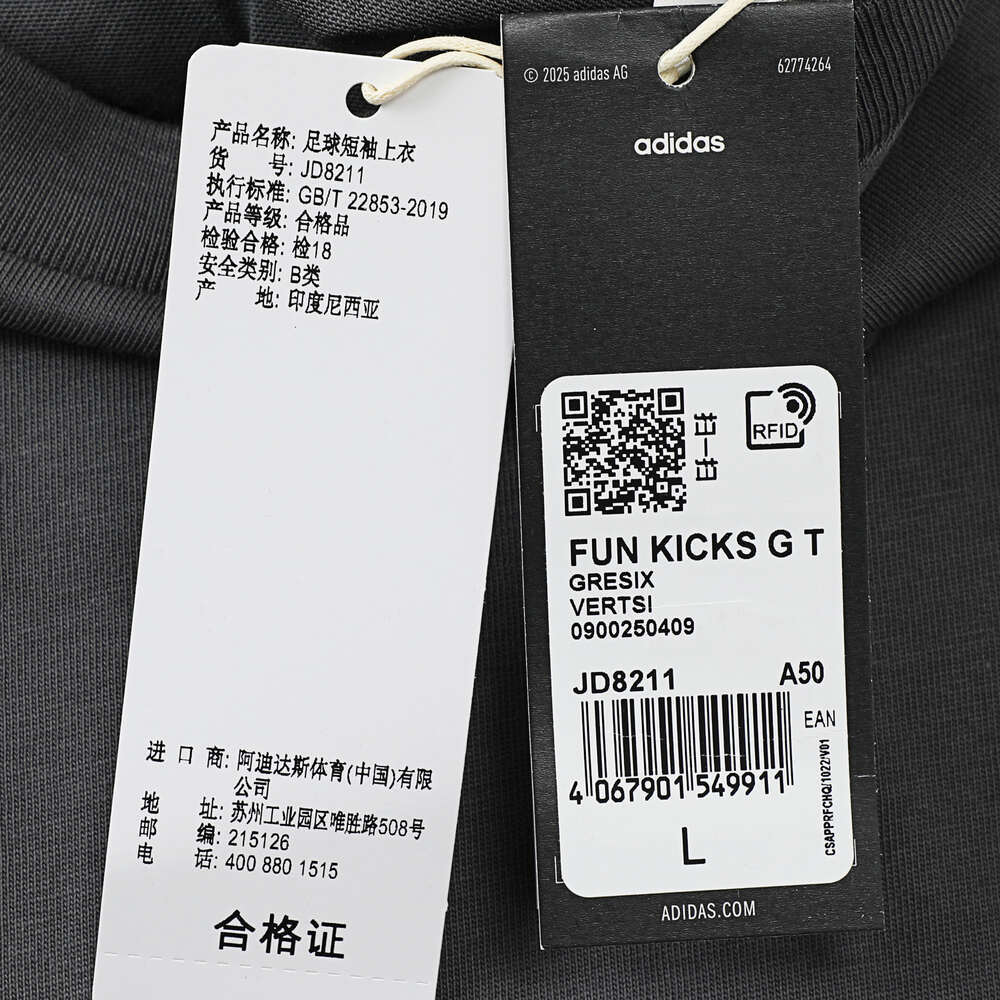 产品名称: 足球短袖上衣
货 号: JD8211
执行标准: GB/T 22853-2019
产品等级: 合格品
检验合格: 检18
安全类别: B类
产 地: 印度尼西亚
进 口 商: 阿迪达斯体育(中国)有限
公司
地 址: 苏州工业园区唯胜路508号
邮 编: 215126
电 话: 400 880 1515
合格证
© 2025 adidas AG
62774264
adidas
扫一扫
RFID
FUN KICKS G T
GRESIX
VERTSI
0900250409
JD8211 A50
EAN
4 067901 549911
CSAPPRFCHQ/1022/V01
L
ADIDAS.COM